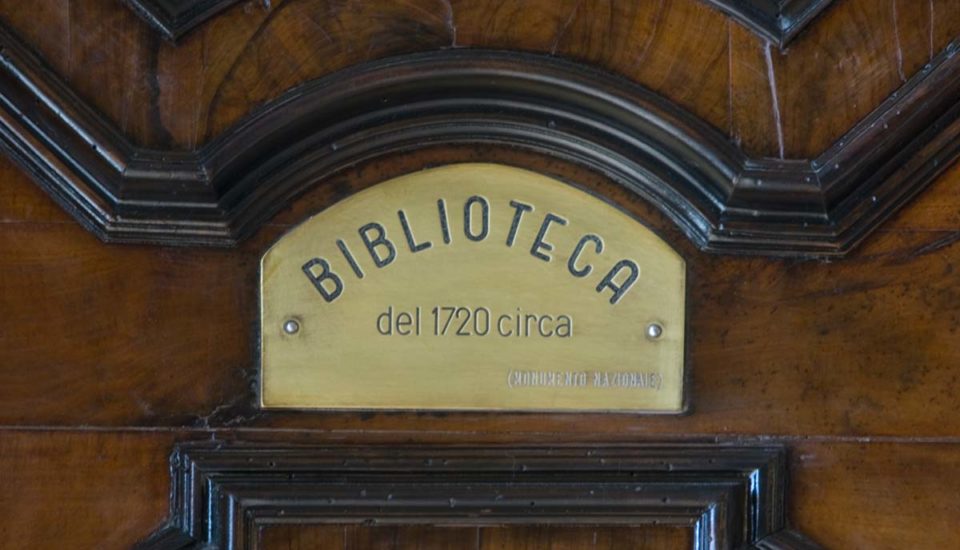 BIBLIOTECA
del 1720 circa
(MONUMENTO NAZIONALE)